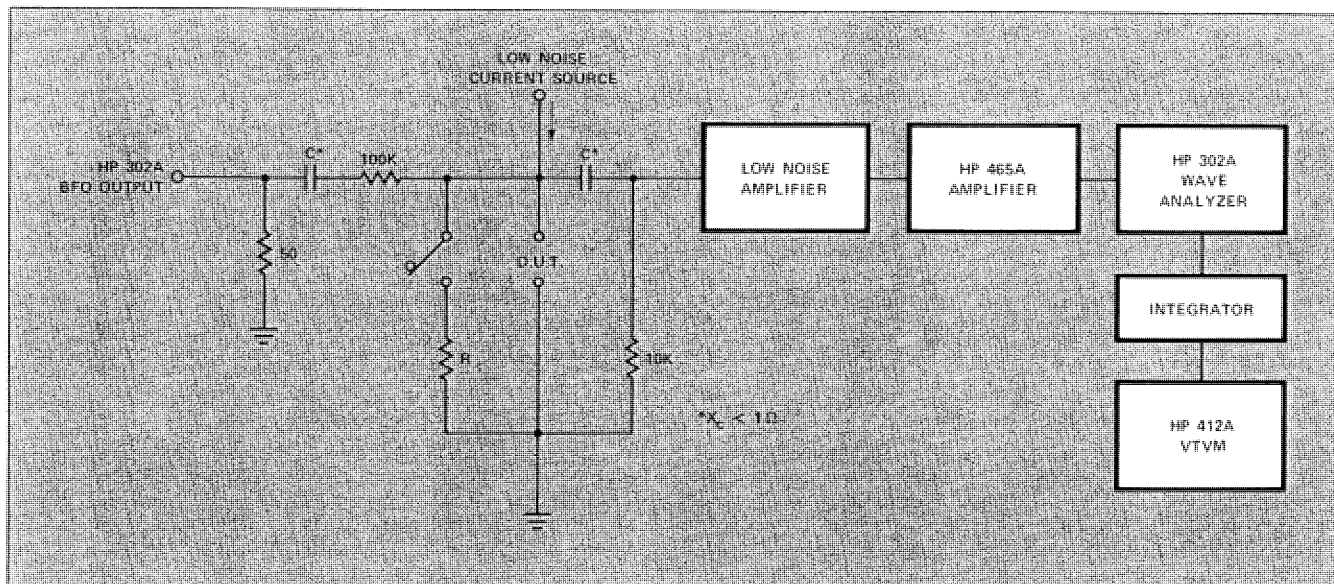 LOW NOISE
CURRENT SOURCE
HP 302A
BFO OUTPUT
C*
100K
C*
50
D.U.T.
R
10K
*Xc < 1Ω
LOW NOISE
AMPLIFIER
HP 465A
AMPLIFIER
HP 302A
WAVE
ANALYZER
INTEGRATOR
HP 412A
VTVM